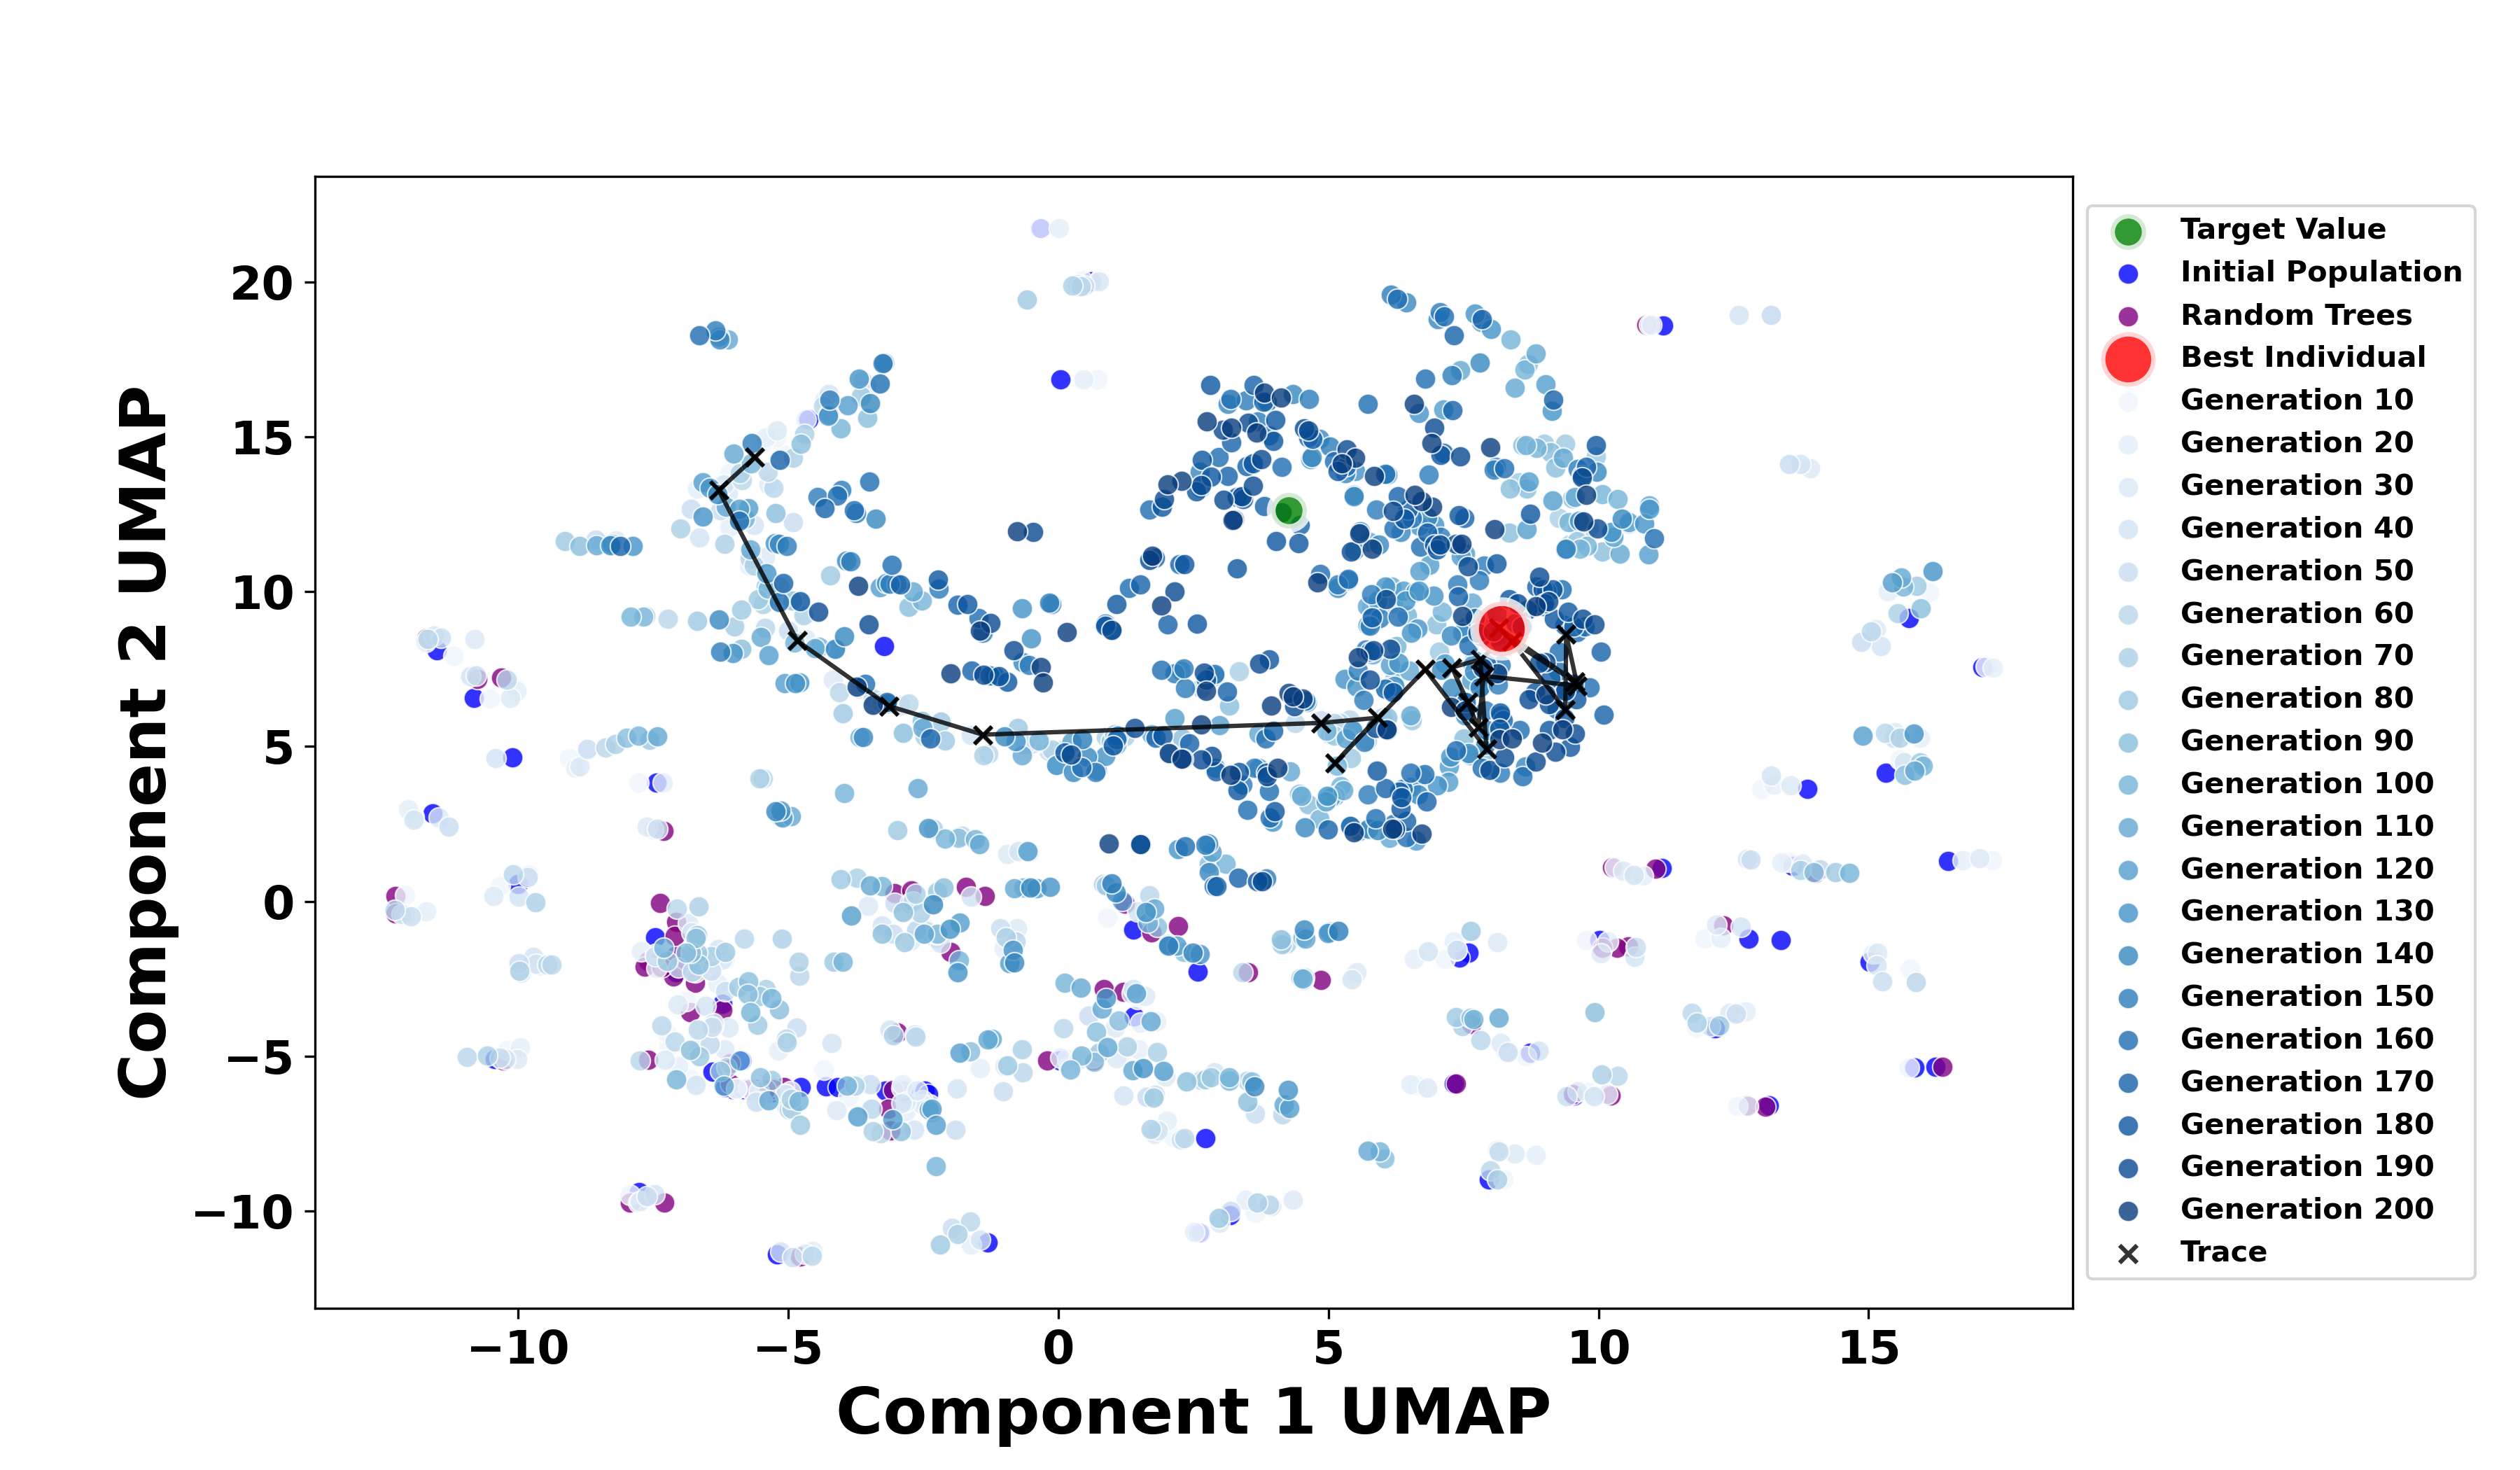 Component 2 UMAP
20
15
10
5
0
−5
−10
−10
−5
0
5
10
15
Component 1 UMAP
Target Value
Initial Population
Random Trees
Best Individual
Generation 10
Generation 20
Generation 30
Generation 40
Generation 50
Generation 60
Generation 70
Generation 80
Generation 90
Generation 100
Generation 110
Generation 120
Generation 130
Generation 140
Generation 150
Generation 160
Generation 170
Generation 180
Generation 190
Generation 200
Trace